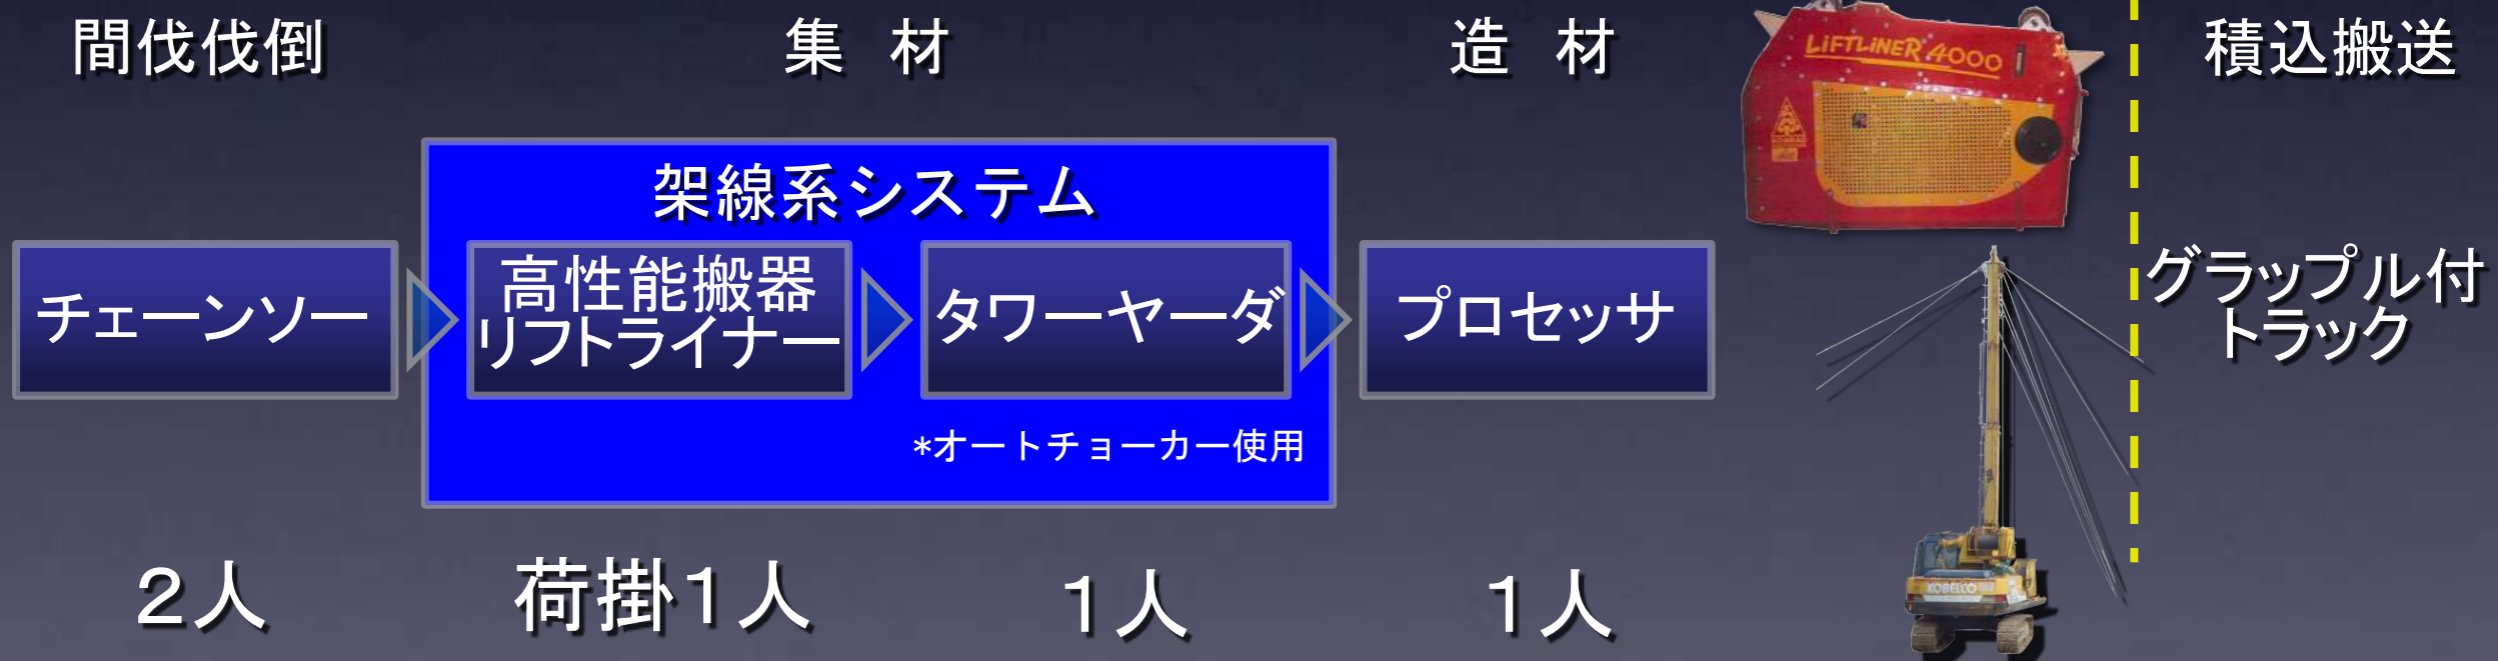 間伐伐倒
集 材
造 材
積込搬送
LiFTLiNER 4000
架線系システム
チェーンソー
高性能搬器
リフトライナー
タワーヤーダ
プロセッサ
グラップル付
トラック
*オートチョーカー使用
2人
荷掛1人
1人
1人
KOBELCO